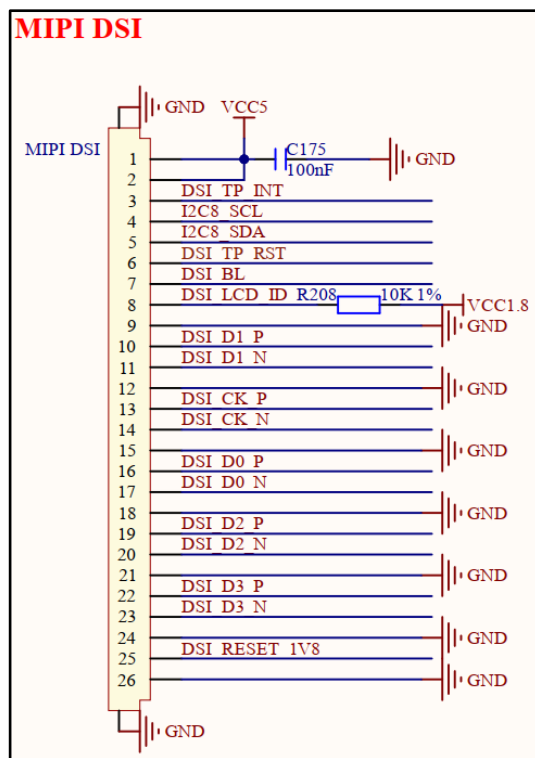 MIPI DSI
GND
VCC5
MIPI DSI
C175
100nF
GND
1
2
DSI_TP_INT
3
I2C8_SCL
4
I2C8_SDA
5
DSI_TP_RST
6
DSI_BL
7
DSI_LCD_ID R208 10K 1%
8
VCC1.8
9
GND
DSI_D1_P
10
DSI_D1_N
11
12
GND
DSI_CK_P
13
DSI_CK_N
14
15
GND
DSI_D0_P
16
DSI_D0_N
17
18
GND
DSI_D2_P
19
DSI_D2_N
20
21
GND
DSI_D3_P
22
DSI_D3_N
23
24
GND
DSI_RESET_1V8
25
26
GND
GND